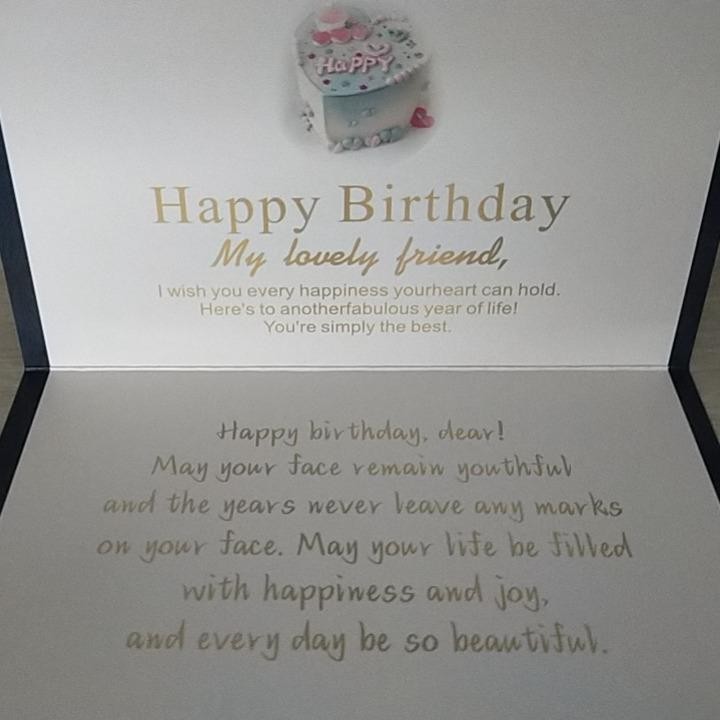 HAPPY
Happy Birthday
My lovely friend,
I wish you every happiness yourheart can hold.
Here's to anotherfabulous year of life!
You're simply the best.
Happy birthday, dear!
May your face remain youthful
and the years never leave any marks
on your face. May your life be filled
with happiness and joy,
and every day be so beautiful.